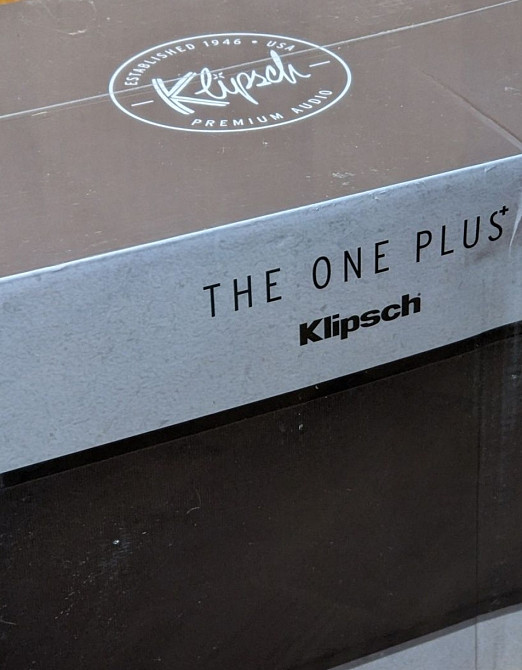 ESTABLISHED 1946 • USA
Klipsch
PREMIUM AUDIO
THE ONE PLUS+
Klipsch